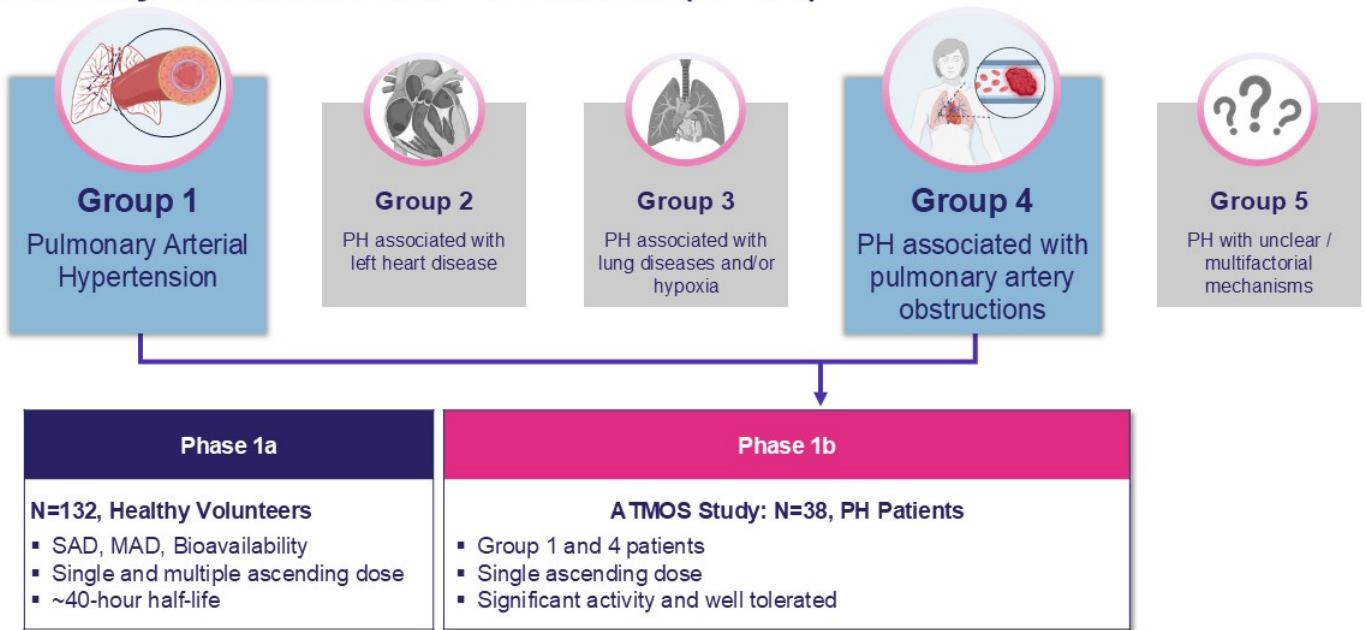 Group 1
Pulmonary Arterial
Hypertension
Group 2
PH associated with
left heart disease
Group 3
PH associated with
lung diseases and/or
hypoxia
Group 4
PH associated with
pulmonary artery
obstructions
???
Group 5
PH with unclear /
multifactorial
mechanisms
Phase 1a
N=132, Healthy Volunteers
▪ SAD, MAD, Bioavailability
▪ Single and multiple ascending dose
▪ ~40-hour half-life
Phase 1b
ATMOS Study: N=38, PH Patients
▪ Group 1 and 4 patients
▪ Single ascending dose
▪ Significant activity and well tolerated